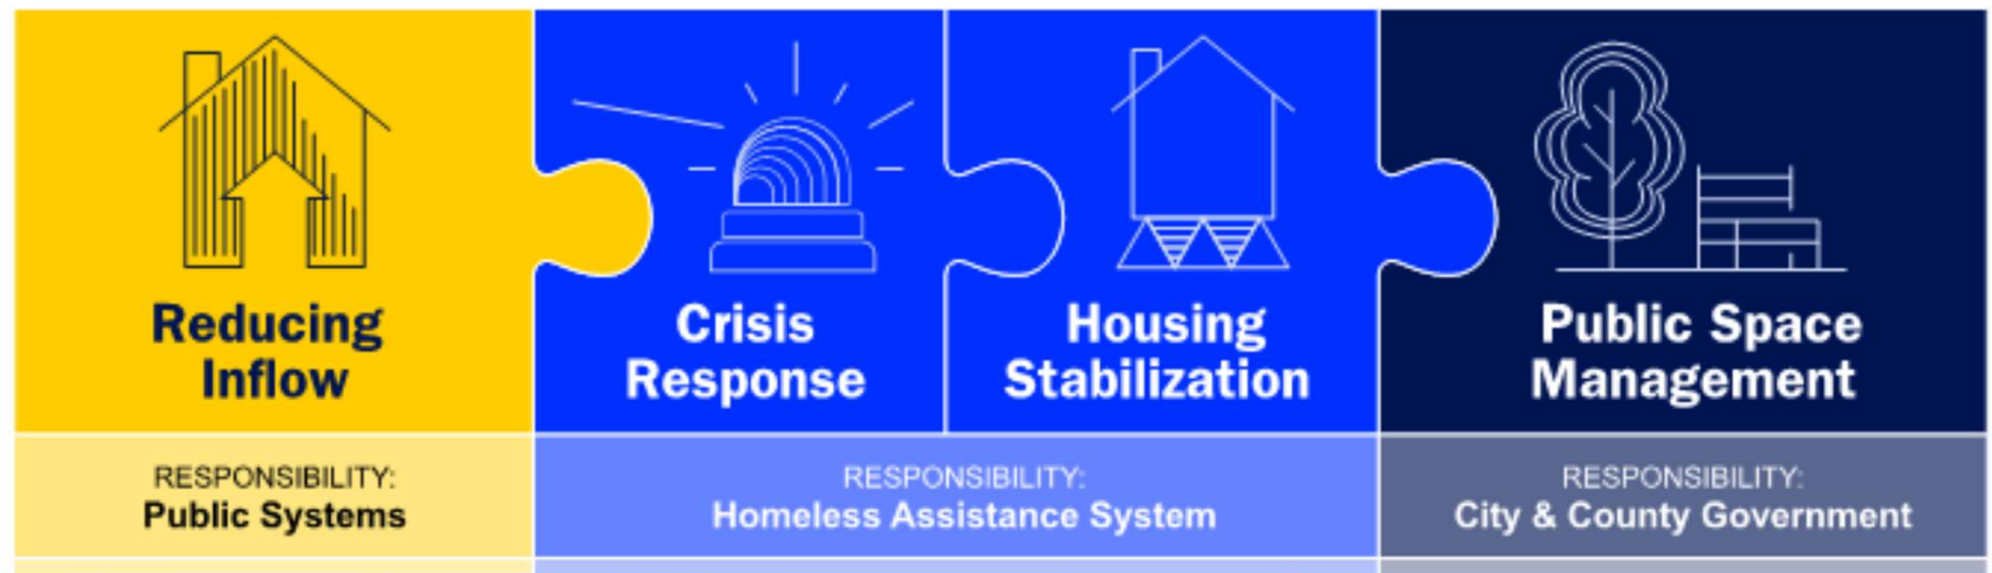 Reducing
Inflow
Crisis
Response
Housing
Stabilization
Public Space
Management
RESPONSIBILITY:
Public Systems
RESPONSIBILITY:
Homeless Assistance System
RESPONSIBILITY:
City & County Government